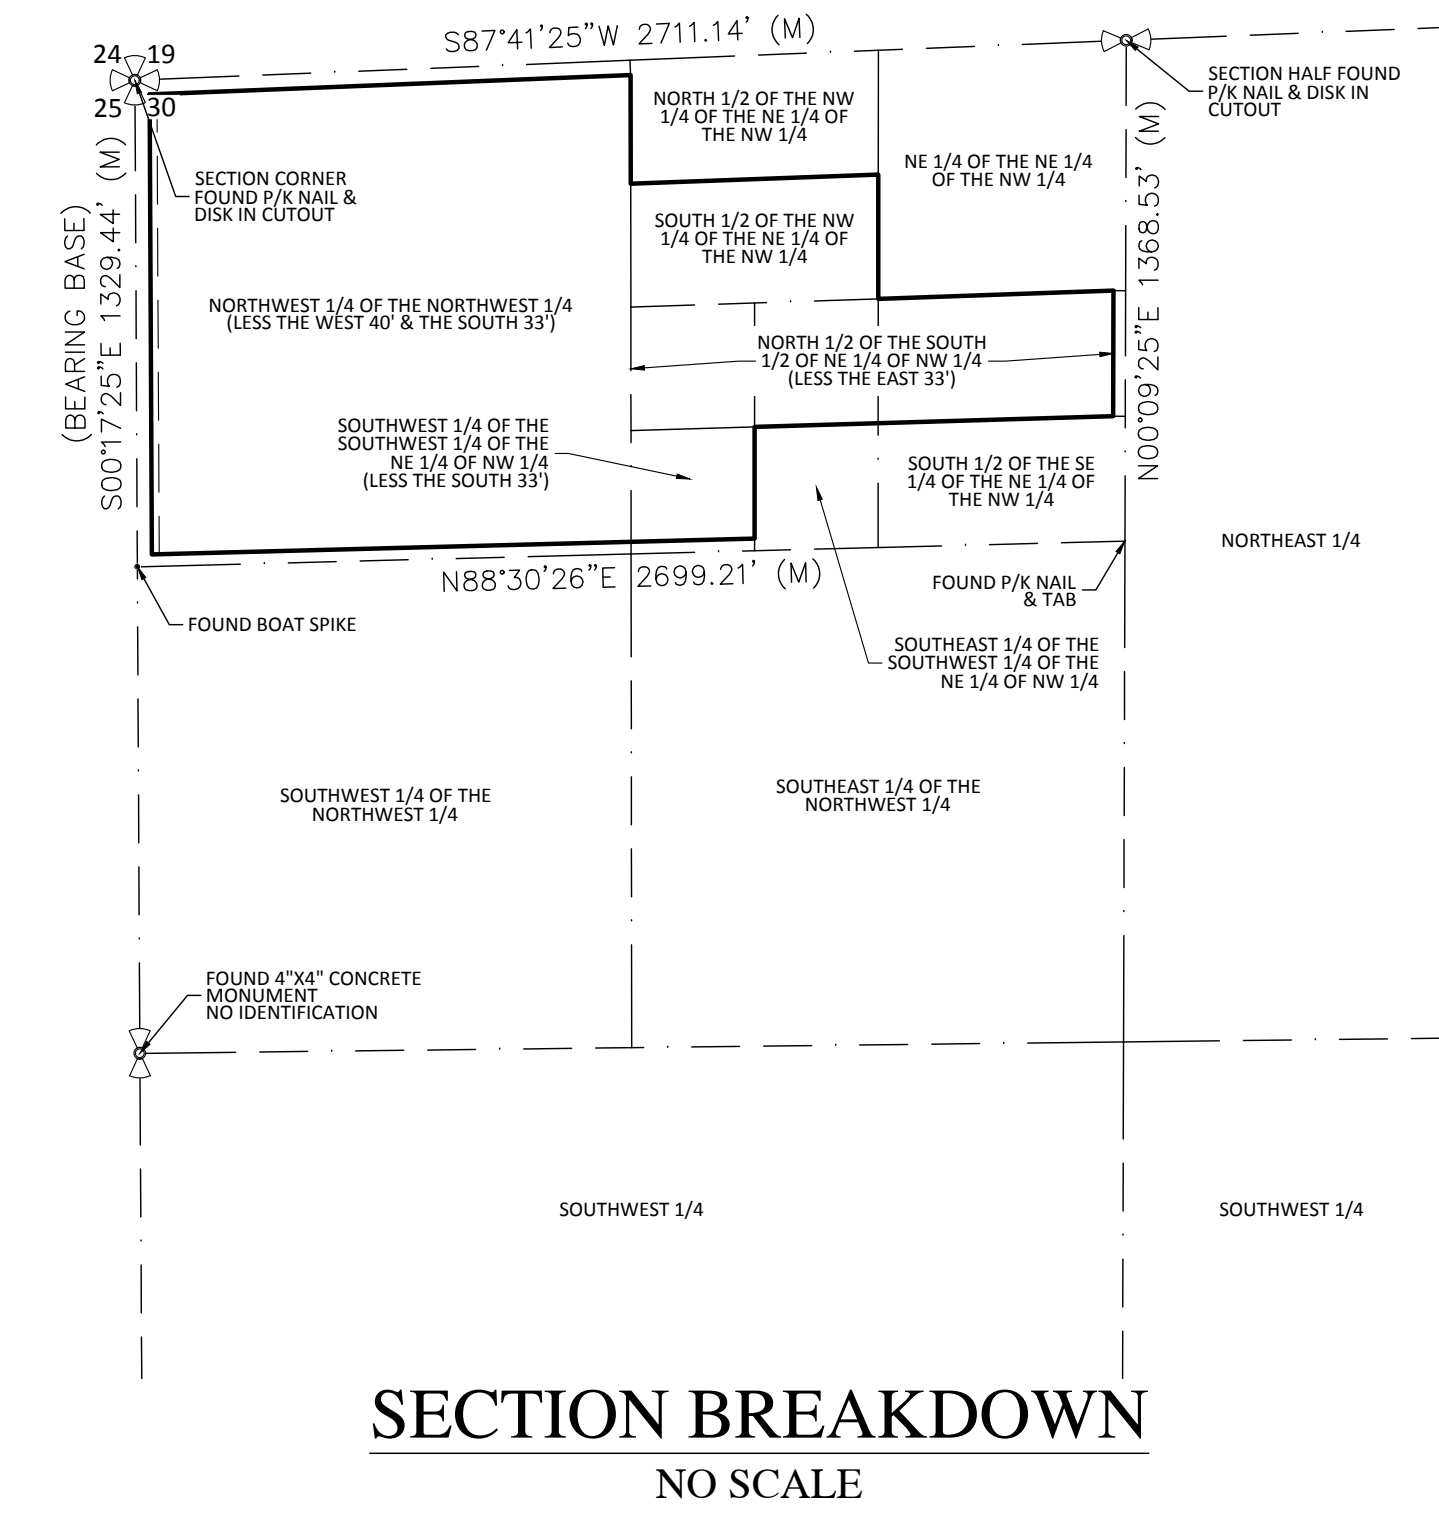 S87°41'25"W 2711.14' (M)
24 19
25 30
SECTION HALF FOUND
P/K NAIL & DISK IN
CUTOUT
NORTH 1/2 OF THE NW
1/4 OF THE NE 1/4 OF
THE NW 1/4
NE 1/4 OF THE NE 1/4
OF THE NW 1/4
SECTION CORNER
FOUND P/K NAIL &
DISK IN CUTOUT
SOUTH 1/2 OF THE NW
1/4 OF THE NE 1/4 OF
THE NW 1/4
(BEARING BASE)
S00°17'25"E 1329.44' (M)
N00°09'25"E 1368.53' (M)
NORTHWEST 1/4 OF THE NORTHWEST 1/4
(LESS THE WEST 40' & THE SOUTH 33')
NORTH 1/2 OF THE SOUTH
1/2 OF NE 1/4 OF NW 1/4
(LESS THE EAST 33')
SOUTHWEST 1/4 OF THE
SOUTHWEST 1/4 OF THE
NE 1/4 OF NW 1/4
(LESS THE SOUTH 33')
SOUTH 1/2 OF THE SE
1/4 OF THE NE 1/4 OF
THE NW 1/4
NORTHEAST 1/4
N88°30'26"E 2699.21' (M)
FOUND P/K NAIL
& TAB
FOUND BOAT SPIKE
SOUTHEAST 1/4 OF THE
SOUTHWEST 1/4 OF THE
NE 1/4 OF NW 1/4
SOUTHWEST 1/4 OF THE
NORTHWEST 1/4
SOUTHEAST 1/4 OF THE
NORTHWEST 1/4
FOUND 4"X4" CONCRETE
MONUMENT
NO IDENTIFICATION
SOUTHWEST 1/4
SOUTHWEST 1/4
SECTION BREAKDOWN
NO SCALE